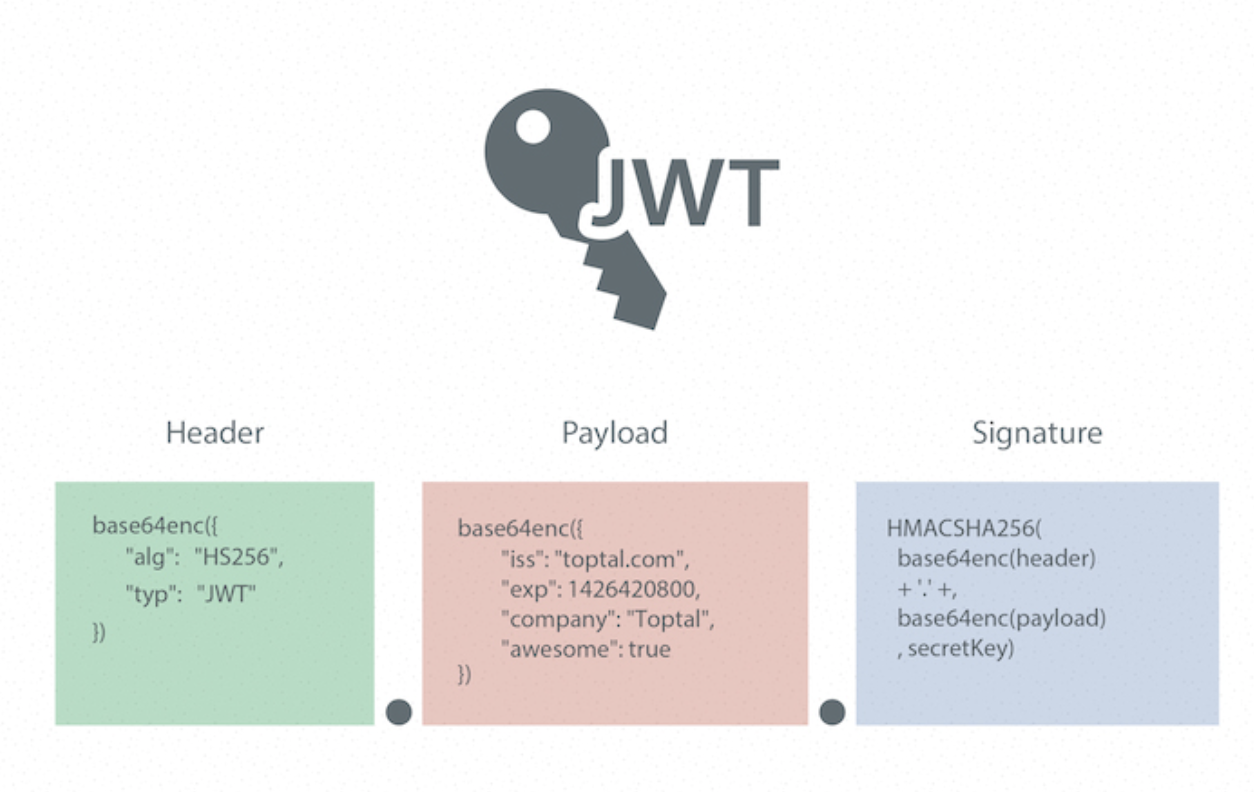 JWT
Header
base64enc({
"alg": "HS256",
"typ": "JWT"
})
Payload
base64enc({
"iss": "toptal.com",
"exp": 1426420800,
"company": "Toptal",
"awesome": true
})
Signature
HMACSHA256(
base64enc(header)
+ '.' +,
base64enc(payload)
, secretKey)